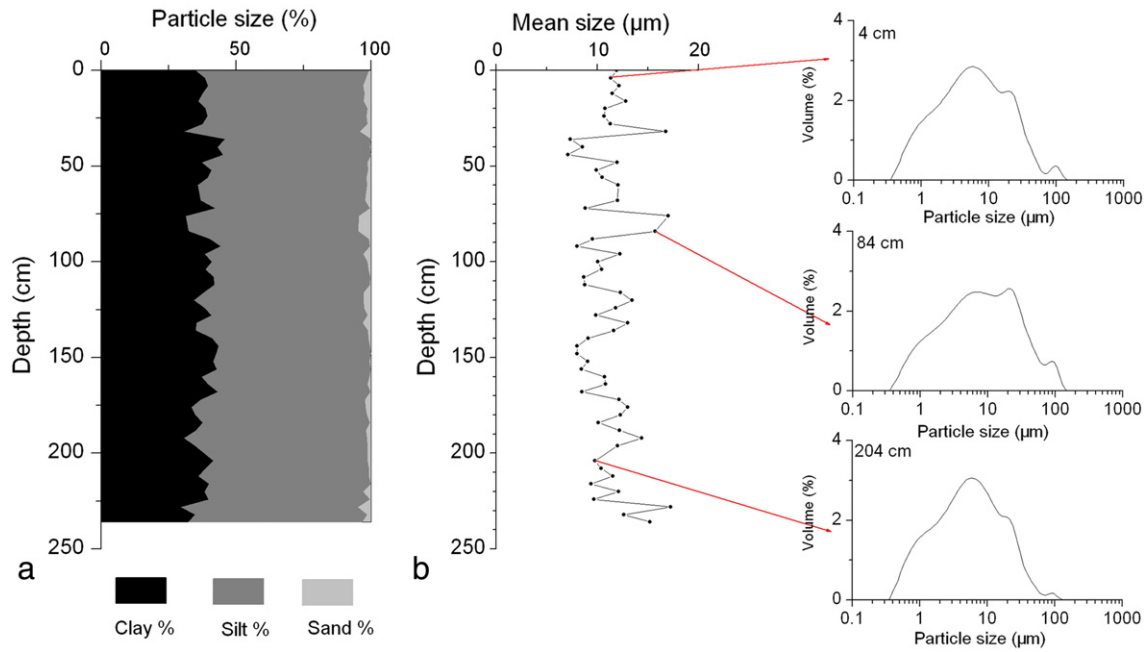 Particle size (%)
0 50 100
0
50
100
150
200
250
Depth (cm)
a
Clay % Silt % Sand %
Mean size (µm)
0 10 20
0
50
100
150
200
250
Depth (cm)
b
4 cm
4
2
0
Volume (%)
0.1 1 10 100 1000
Particle size (µm)
84 cm
4
2
0
Volume (%)
0.1 1 10 100 1000
Particle size (µm)
204 cm
4
2
0
Volume (%)
0.1 1 10 100 1000
Particle size (µm)